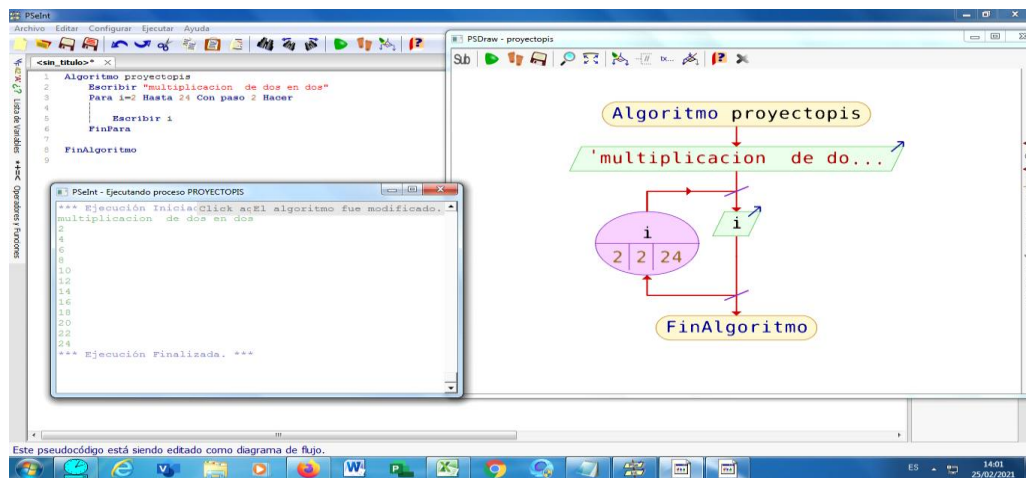 PSeInt
Archivo Editar Configurar Ejecutar Ayuda
<sin_titulo>*
1 Algoritmo proyectopis
2 Escribir "multiplicacion  de dos en dos"
3 Para i=2 Hasta 24 Con paso 2 Hacer
4
5 Escribir i
6 FinPara
7
8 FinAlgoritmo
9
Lista de Variables
*+=< Operadores y Funciones
PSeInt - Ejecutando proceso PROYECTOPIS
*** Ejecución Iniciad
Click aq
El algoritmo fue modificado.
multiplicacion  de dos en dos
2
4
6
8
10
12
14
16
18
20
22
24
*** Ejecución Finalizada. ***
PSDraw - proyectopis
Sub
Algoritmo proyectopis
'multiplicacion  de do...
i
i
2 2 24
FinAlgoritmo
Este pseudocódigo está siendo editado como diagrama de flujo.
ES
14:01
25/02/2021